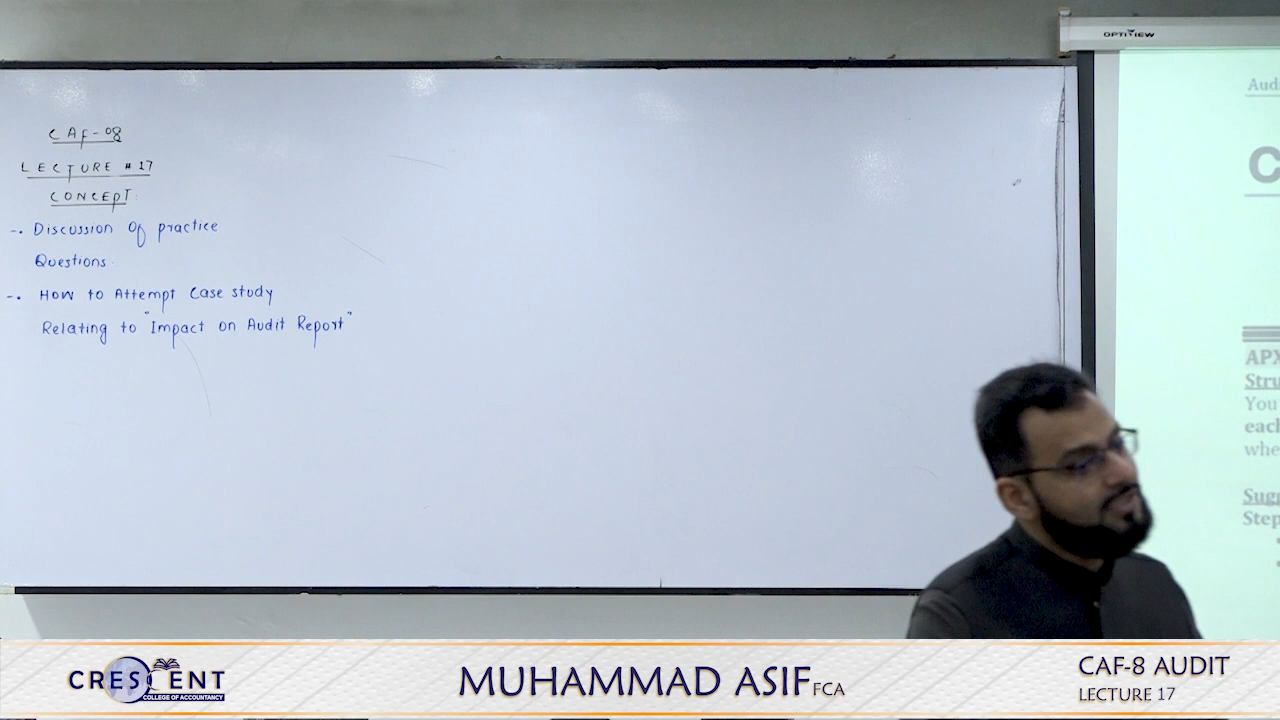 OPTIVIEW
CAF-08
LECTURE # 17
CONCEPT
-. Discussion Of practice
Questions.
-. How to Attempt Case study
Relating to "Impact on Audit Report"
Aud
C
APX
Stru
You
each
whe
Sugg
Step
CRESCENT
COLLEGE OF ACCOUNTANCY
MUHAMMAD ASIF FCA
CAF-8 AUDIT
LECTURE 17